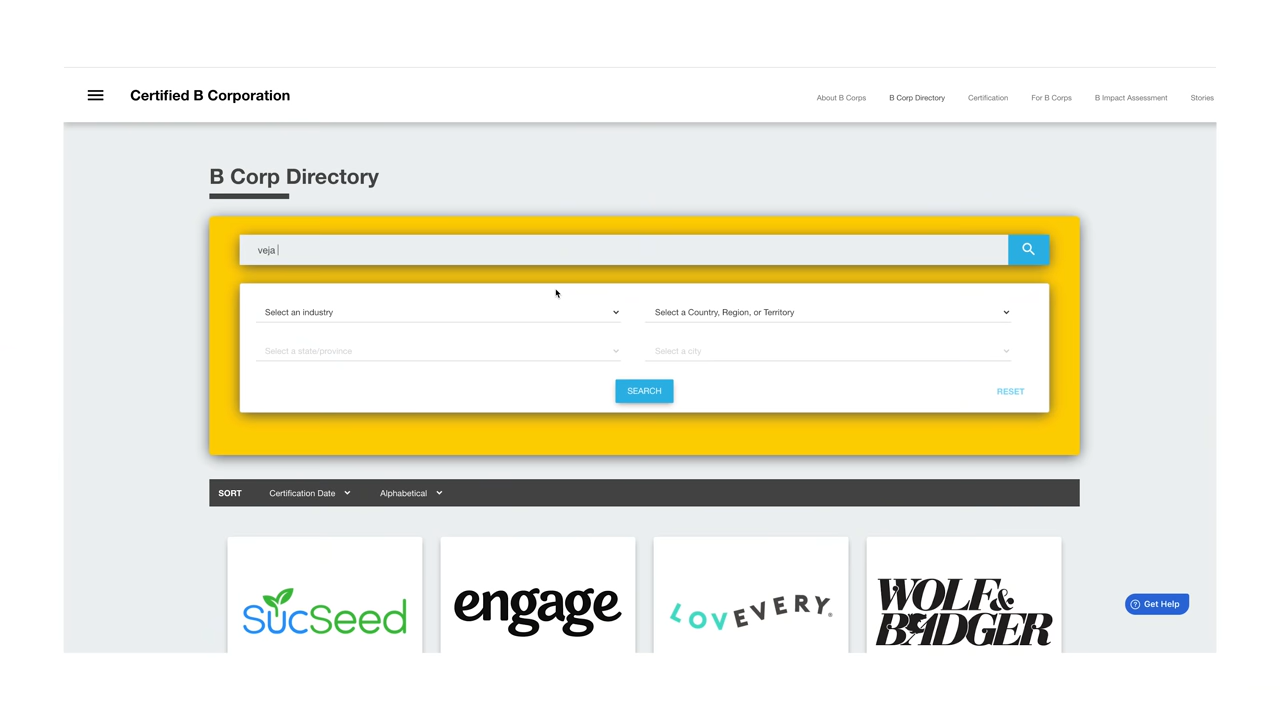 Certified B Corporation
About B Corps B Corp Directory Certification For B Corps B Impact Assessment Stories
B Corp Directory
veja
Select an industry Select a Country, Region, or Territory
Select a state/province Select a city
SEARCH RESET
SORT Certification Date Alphabetical
SucSeed engage LOVEVERY® WOLF& BADGER
Get Help